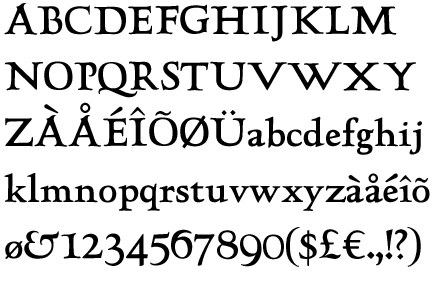 ABCDEFGHIJKLM
NOPQRSTUVWXY
ZÀÅÉÎÕØÜabcdefghij
klmnopqrstuvwxyzàåéîõ
ø&1234567890($£€.,!?)